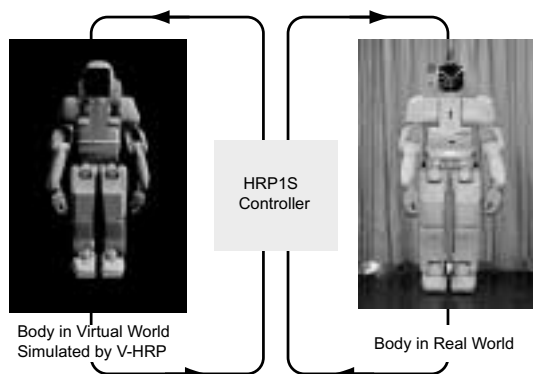 HRP1S
Controller
Body in Virtual World
Simulated by V-HRP
Body in Real World